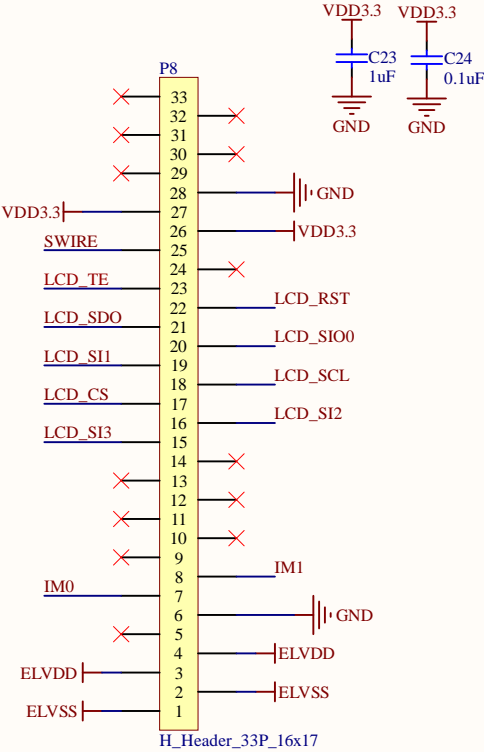 VDD3.3 VDD3.3
C23 C24
1uF 0.1uF
GND GND
P8
33
32
31
30
29
28 GND
VDD3.3 27
26 VDD3.3
SWIRE 25
24
LCD_TE 23
22 LCD_RST
LCD_SDO 21
20 LCD_SIO0
LCD_SI1 19
18 LCD_SCL
LCD_CS 17
16 LCD_SI2
LCD_SI3 15
14
13
12
11
10
9
8 IM1
IM0 7
6 GND
5
4 ELVDD
ELVDD 3
2 ELVSS
ELVSS 1
H_Header_33P_16x17